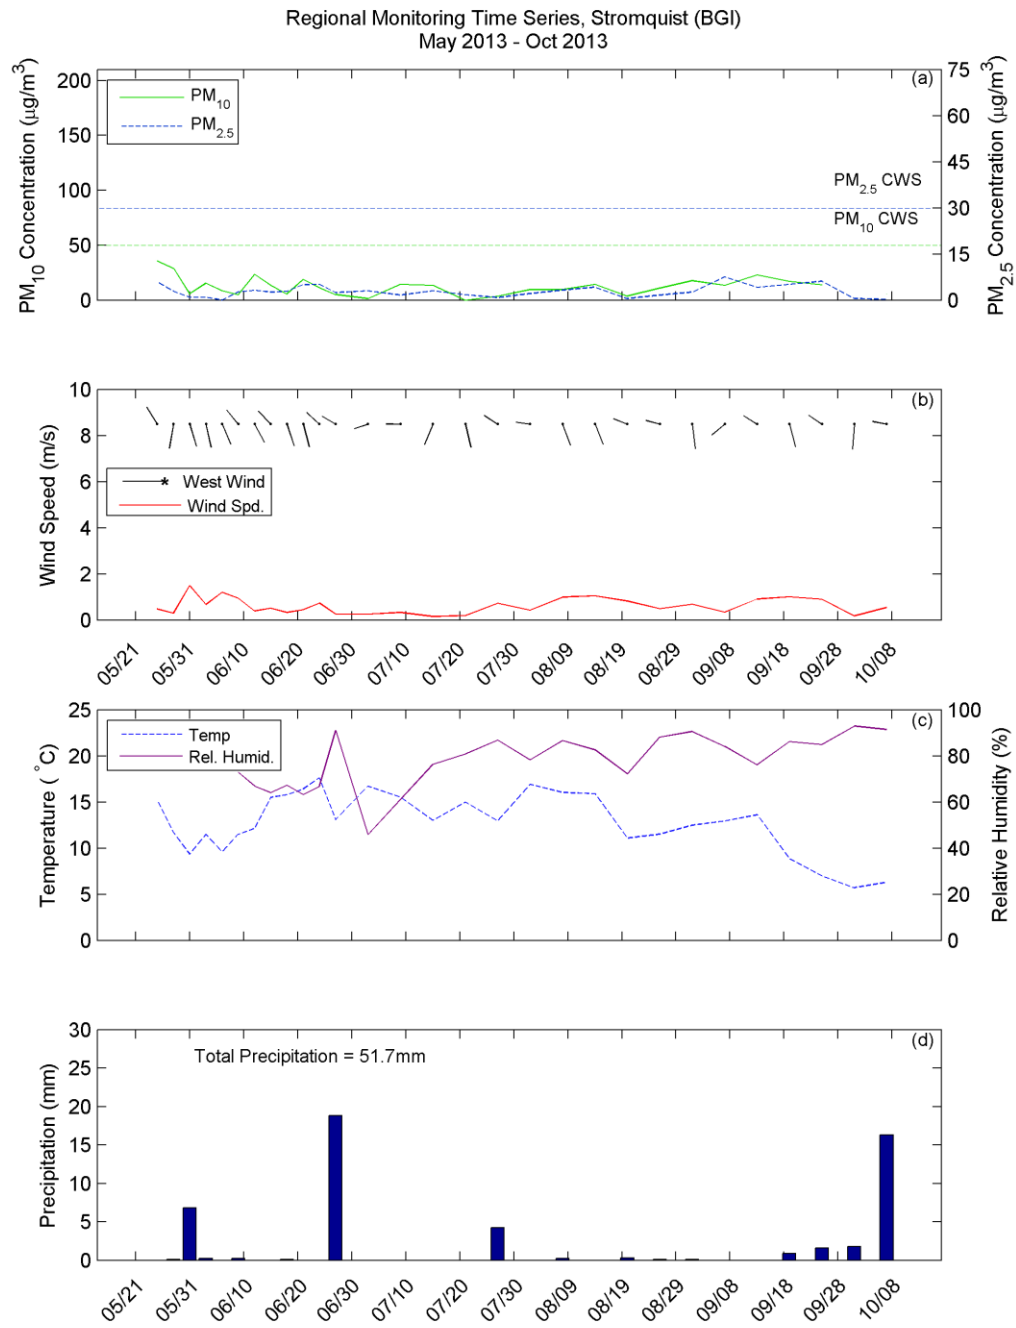 Regional Monitoring Time Series, Stromquist (BGI)
May 2013 - Oct 2013
(a)
PM10
PM2.5
PM2.5 CWS
PM10 CWS
200
150
100
50
0
75
60
45
30
15
0
PM10 Concentration (μg/m3)
PM2.5 Concentration (μg/m3)
(b)
West Wind
Wind Spd.
10
8
6
4
2
0
Wind Speed (m/s)
05/21 05/31 06/10 06/20 06/30 07/10 07/20 07/30 08/09 08/19 08/29 09/08 09/18 09/28 10/08
(c)
Temp
Rel. Humid.
25
20
15
10
5
0
100
80
60
40
20
0
Temperature ( °C)
Relative Humidity (%)
(d)
Total Precipitation = 51.7mm
30
25
20
15
10
5
0
Precipitation (mm)
05/21 05/31 06/10 06/20 06/30 07/10 07/20 07/30 08/09 08/19 08/29 09/08 09/18 09/28 10/08